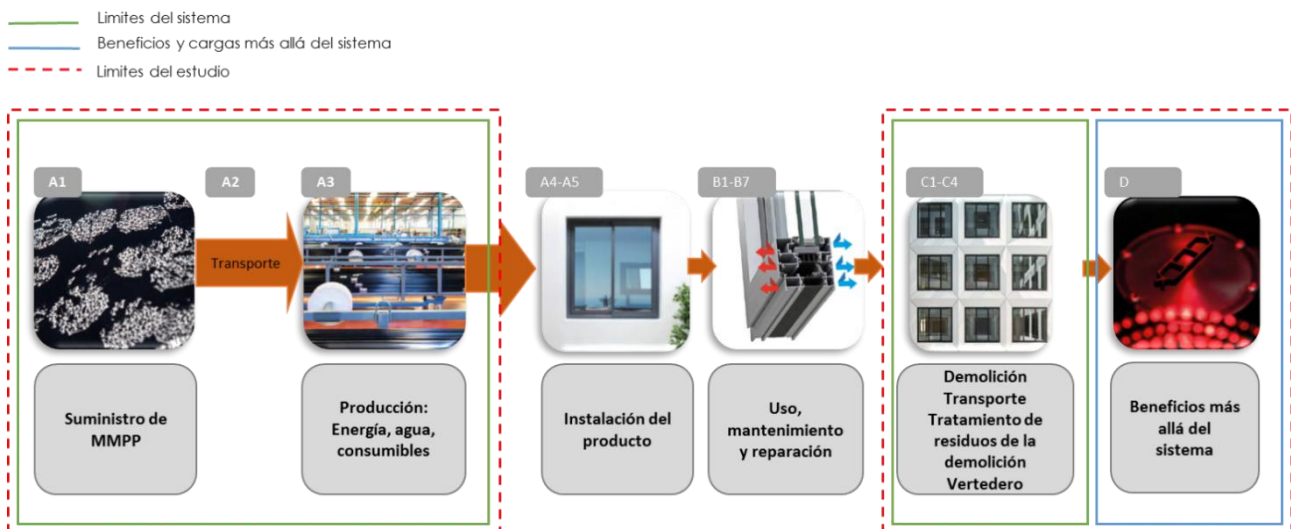 Limites del sistema
Beneficios y cargas más allá del sistema
Limites del estudio
A1
A2
A3
A4-A5
B1-B7
C1-C4
D
Transporte
Suministro de
MMPP
Producción:
Energía, agua,
consumibles
Instalación del
producto
Uso,
mantenimiento
y reparación
Demolición
Transporte
Tratamiento de
residuos de la
demolición
Vertedero
Beneficios más
allá del
sistema